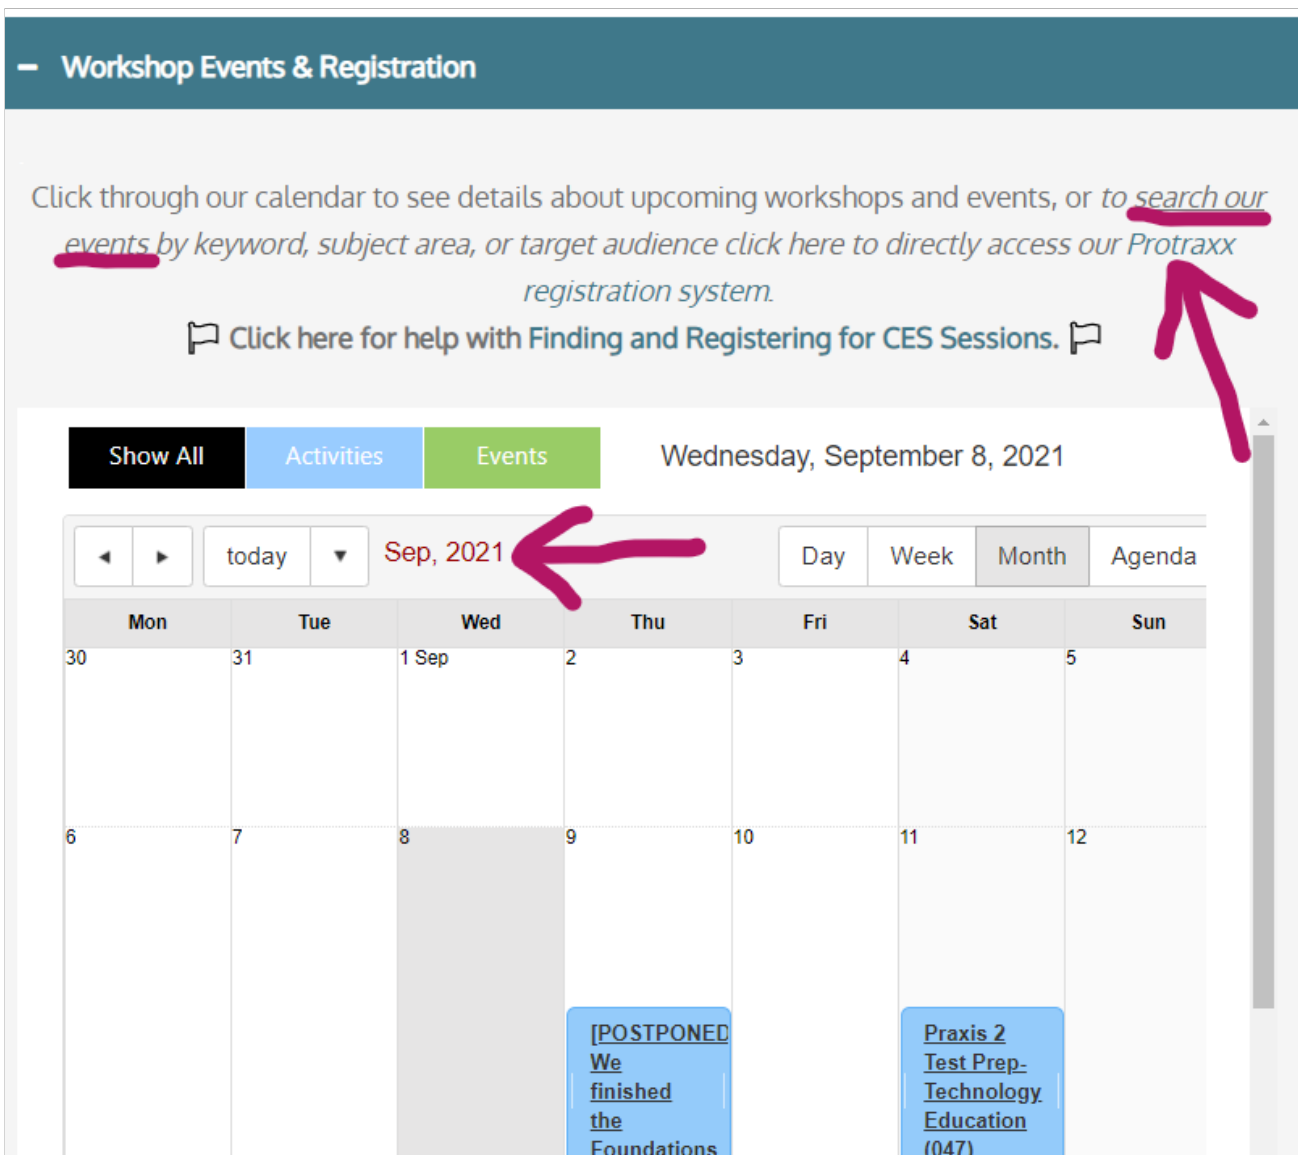 – Workshop Events & Registration
Click through our calendar to see details about upcoming workshops and events, or to search our
events by keyword, subject area, or target audience click here to directly access our Protraxx
registration system.
Click here for help with Finding and Registering for CES Sessions.
Show All Activities Events Wednesday, September 8, 2021
today Sep, 2021 Day Week Month Agenda
Mon Tue Wed Thu Fri Sat Sun
30 31 1 Sep 2 3 4 5
6 7 8 9 10 11 12
[POSTPONED
We
finished
the
Foundations
Praxis 2
Test Prep-
Technology
Education
(047)